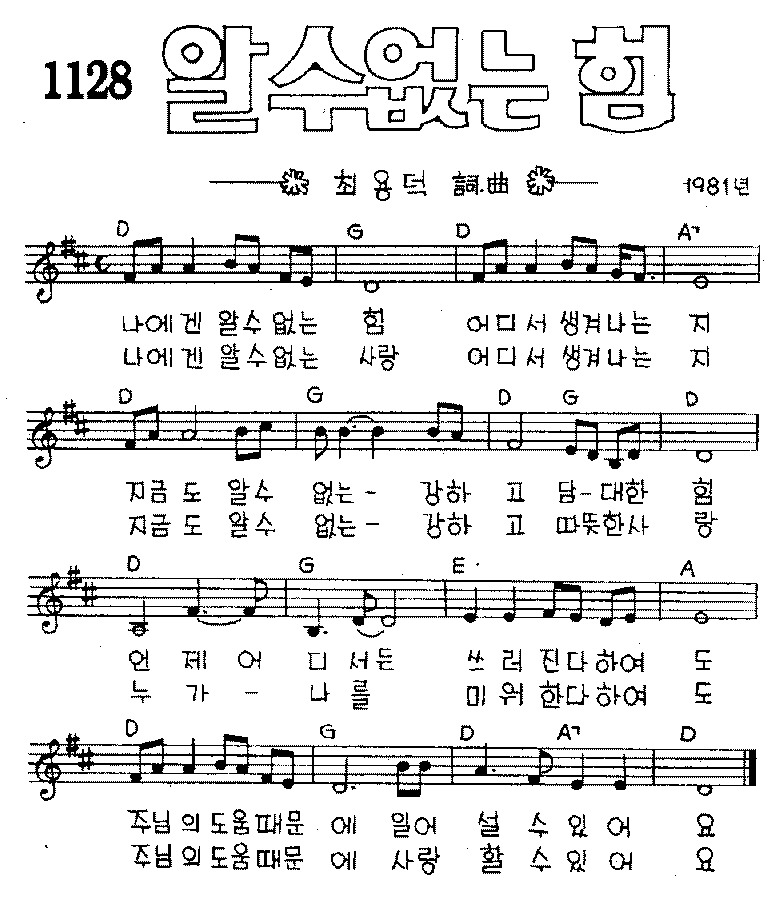 1128 알수없는 힘
최용덕 詞.曲 1981년
D G D A7
나에겐 알수없는 힘 어디서 생겨나는 지
나에겐 알수없는 사랑 어디서 생겨나는 지
D G D G D
지금도 알수 없는- 강하 고 담-대한 힘
지금도 알수 없는- 강하 고 따뜻한사 랑
D G E A
언 제 어 디서든 쓰러진다하여 도
누 가 - 나를 미워한다하여 도
D G D A7 D
주님의도움때문 에 일어 설 수있어 요
주님의도움때문 에 사랑 할 수있어 요